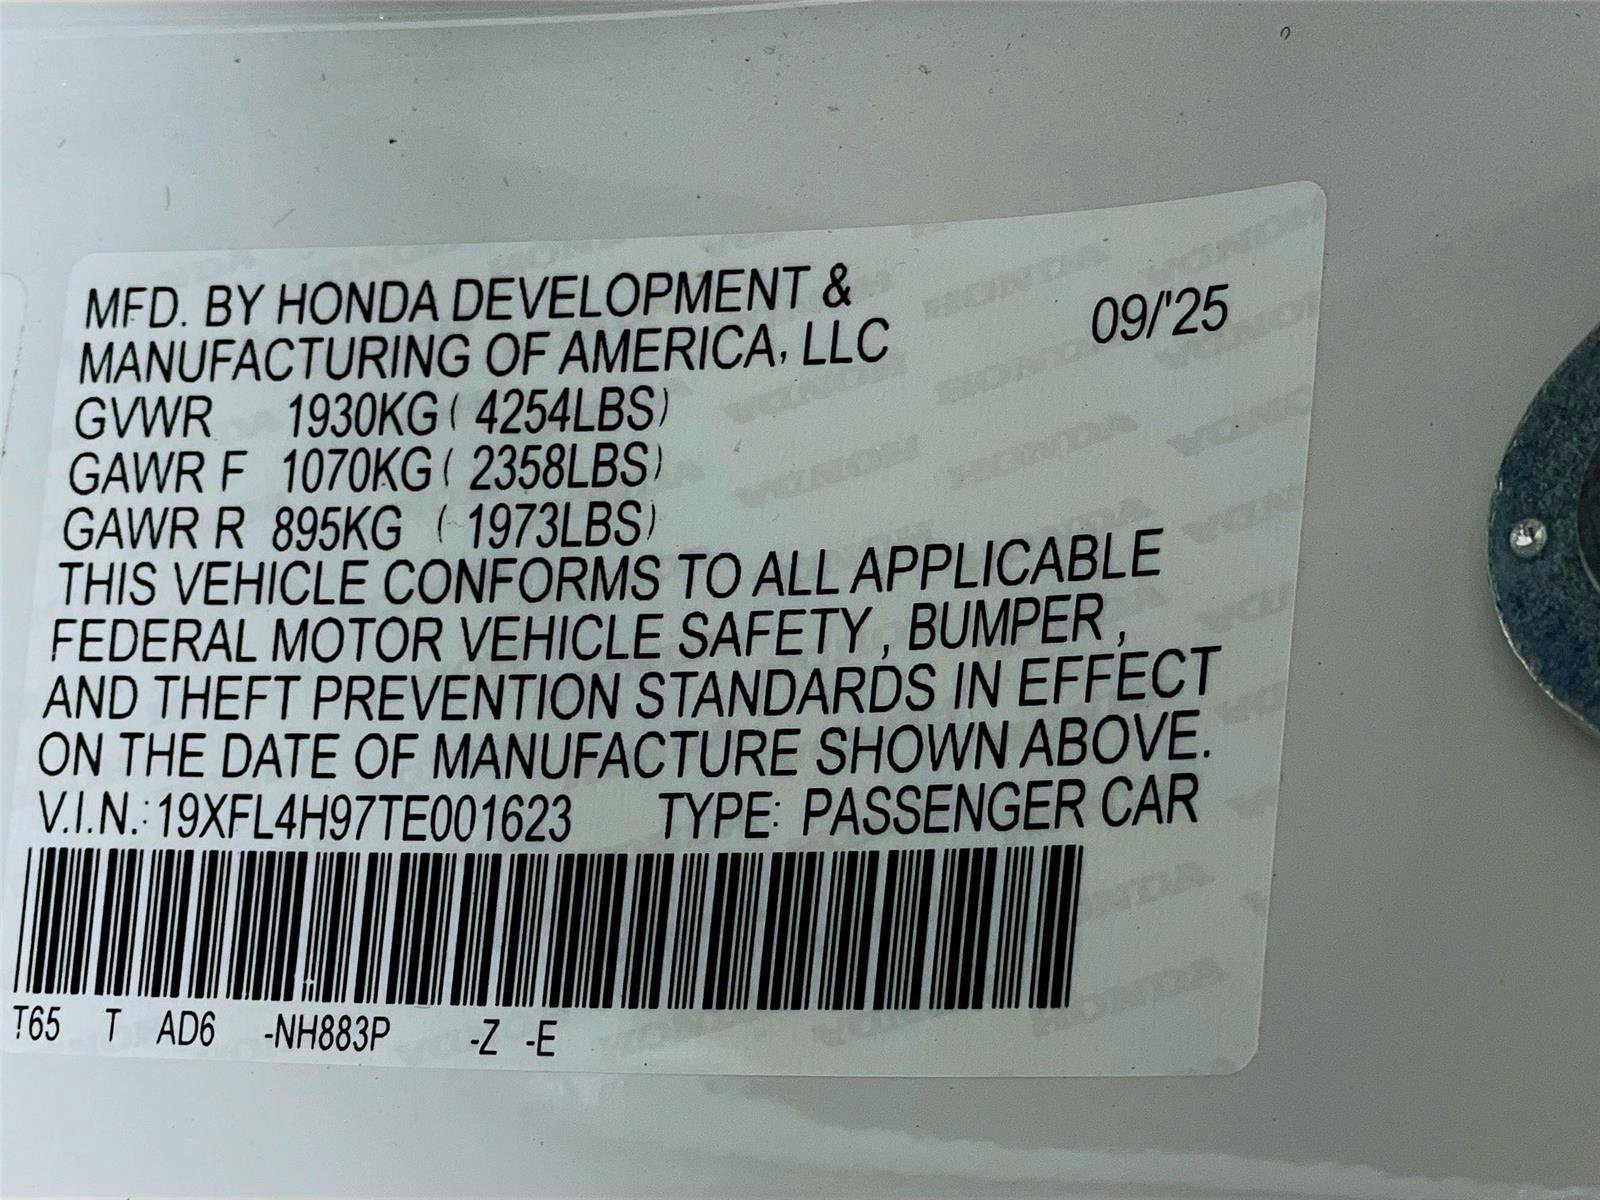 MFD. BY HONDA DEVELOPMENT &
MANUFACTURING OF AMERICA, LLC
09/'25
GVWR 1930KG ( 4254LBS)
GAWR F 1070KG ( 2358LBS)
GAWR R 895KG ( 1973LBS)
THIS VEHICLE CONFORMS TO ALL APPLICABLE
FEDERAL MOTOR VEHICLE SAFETY , BUMPER ,
AND THEFT PREVENTION STANDARDS IN EFFECT
ON THE DATE OF MANUFACTURE SHOWN ABOVE.
V.I.N.: 19XFL4H97TE001623 TYPE: PASSENGER CAR
T65 T AD6 -NH883P -Z -E